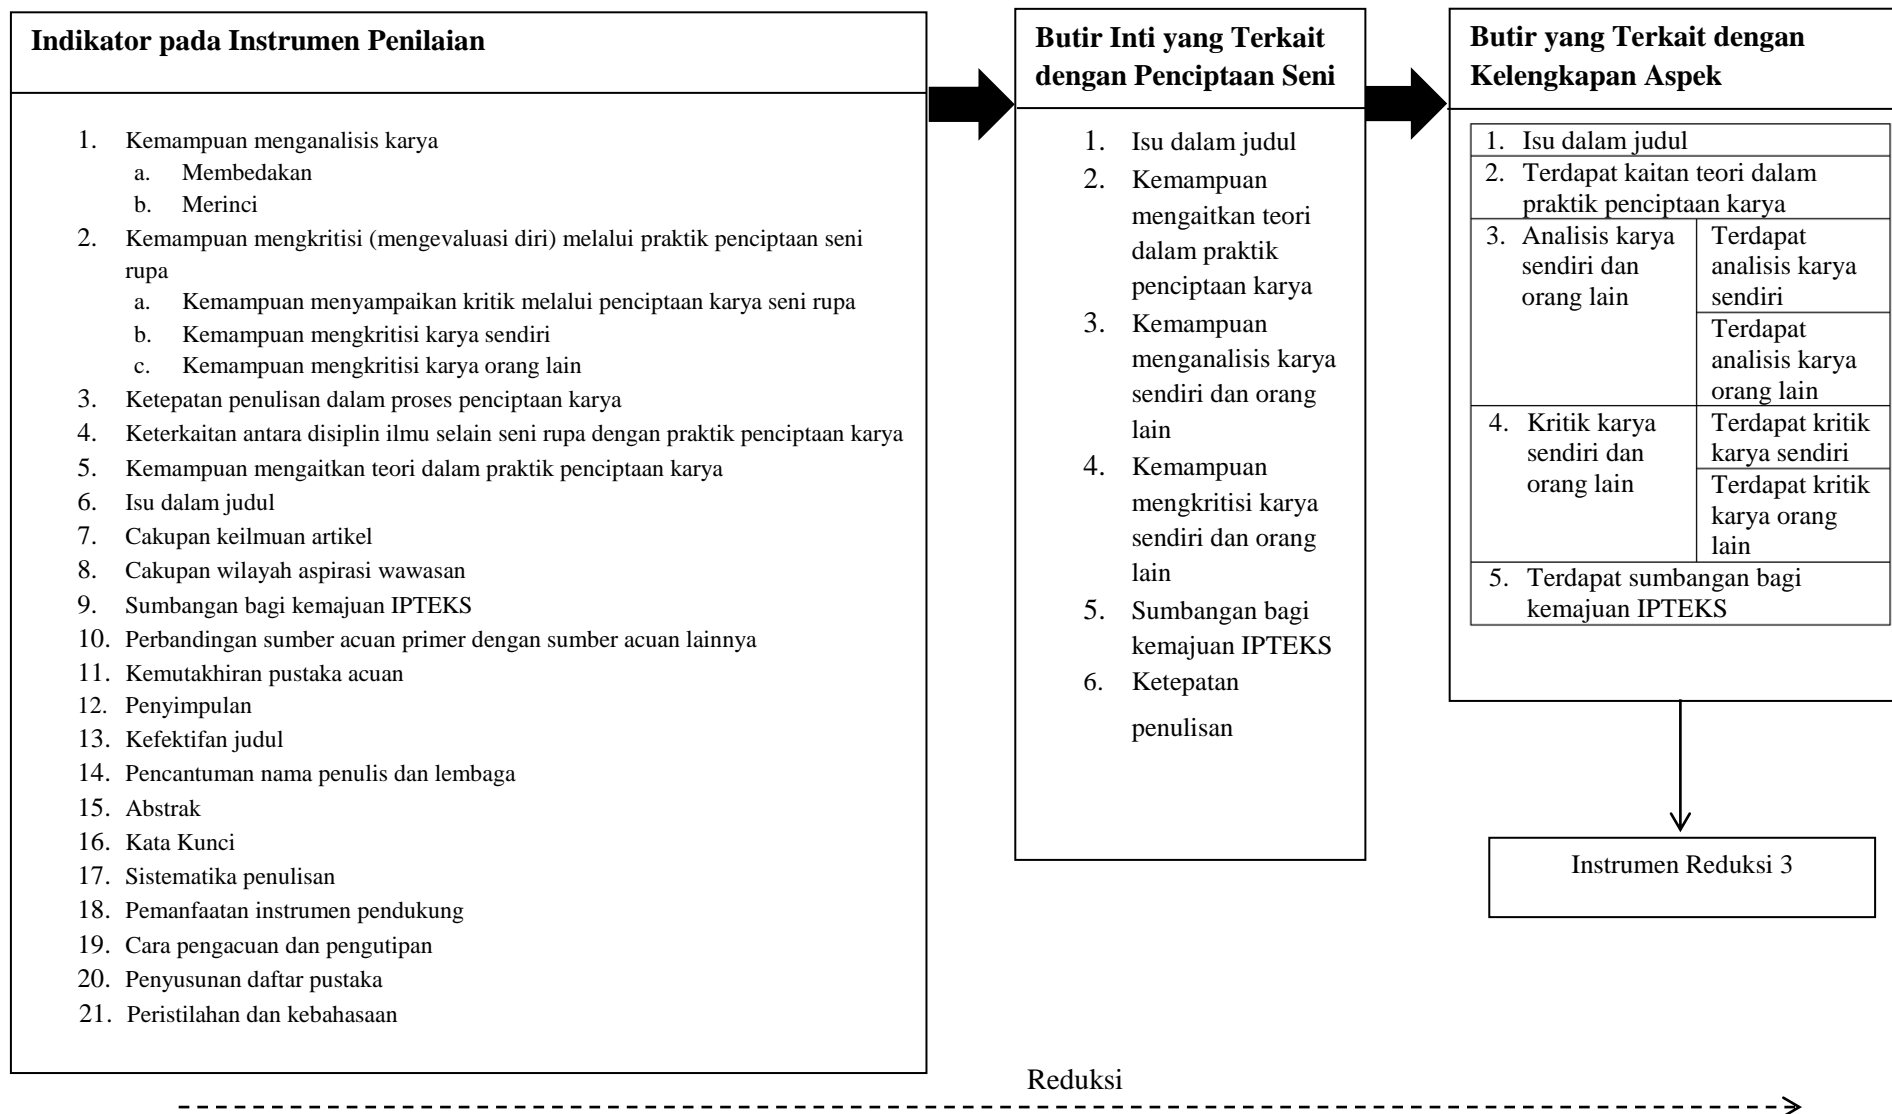 Indikator pada Instrumen Penilaian
1. Kemampuan menganalisis karya
a. Membedakan
b. Merinci
2. Kemampuan mengkritisi (mengevaluasi diri) melalui praktik penciptaan seni
rupa
a. Kemampuan menyampaikan kritik melalui penciptaan karya seni rupa
b. Kemampuan mengkritisi karya sendiri
c. Kemampuan mengkritisi karya orang lain
3. Ketepatan penulisan dalam proses penciptaan karya
4. Keterkaitan antara disiplin ilmu selain seni rupa dengan praktik penciptaan karya
5. Kemampuan mengaitkan teori dalam praktik penciptaan karya
6. Isu dalam judul
7. Cakupan keilmuan artikel
8. Cakupan wilayah aspirasi wawasan
9. Sumbangan bagi kemajuan IPTEKS
10. Perbandingan sumber acuan primer dengan sumber acuan lainnya
11. Kemutakhiran pustaka acuan
12. Penyimpulan
13. Kefektifan judul
14. Pencantuman nama penulis dan lembaga
15. Abstrak
16. Kata Kunci
17. Sistematika penulisan
18. Pemanfaatan instrumen pendukung
19. Cara pengacuan dan pengutipan
20. Penyusunan daftar pustaka
21. Peristilahan dan kebahasaan
Butir Inti yang Terkait
dengan Penciptaan Seni
1. Isu dalam judul
2. Kemampuan
mengaitkan teori
dalam praktik
penciptaan karya
3. Kemampuan
menganalisis karya
sendiri dan orang
lain
4. Kemampuan
mengkritisi karya
sendiri dan orang
lain
5. Sumbangan bagi
kemajuan IPTEKS
6. Ketepatan
penulisan
Butir yang Terkait dengan
Kelengkapan Aspek
1. Isu dalam judul
2. Terdapat kaitan teori dalam
praktik penciptaan karya
3. Analisis karya
sendiri dan
orang lain
Terdapat
analisis karya
sendiri
Terdapat
analisis karya
orang lain
4. Kritik karya
sendiri dan
orang lain
Terdapat kritik
karya sendiri
Terdapat kritik
karya orang
lain
5. Terdapat sumbangan bagi
kemajuan IPTEKS
Instrumen Reduksi 3
Reduksi